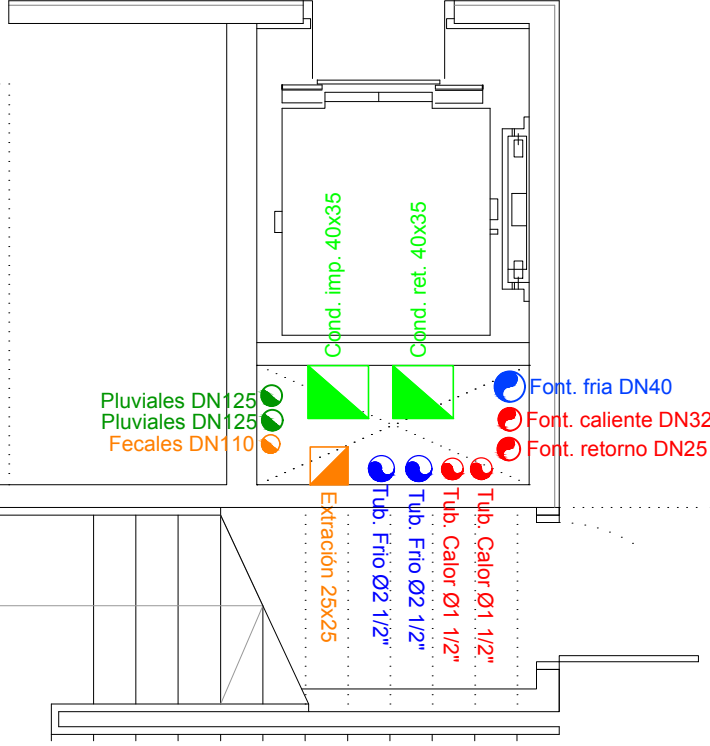 Cond. imp. 40x35
Cond. ret. 40x35
Pluviales DN125
Pluviales DN125
Fecales DN110
Font. fria DN40
Font. caliente DN32
Font. retorno DN25
Extración 25x25
Tub. Frio Ø2 1/2"
Tub. Frio Ø2 1/2"
Tub. Calor Ø1 1/2"
Tub. Calor Ø1 1/2"